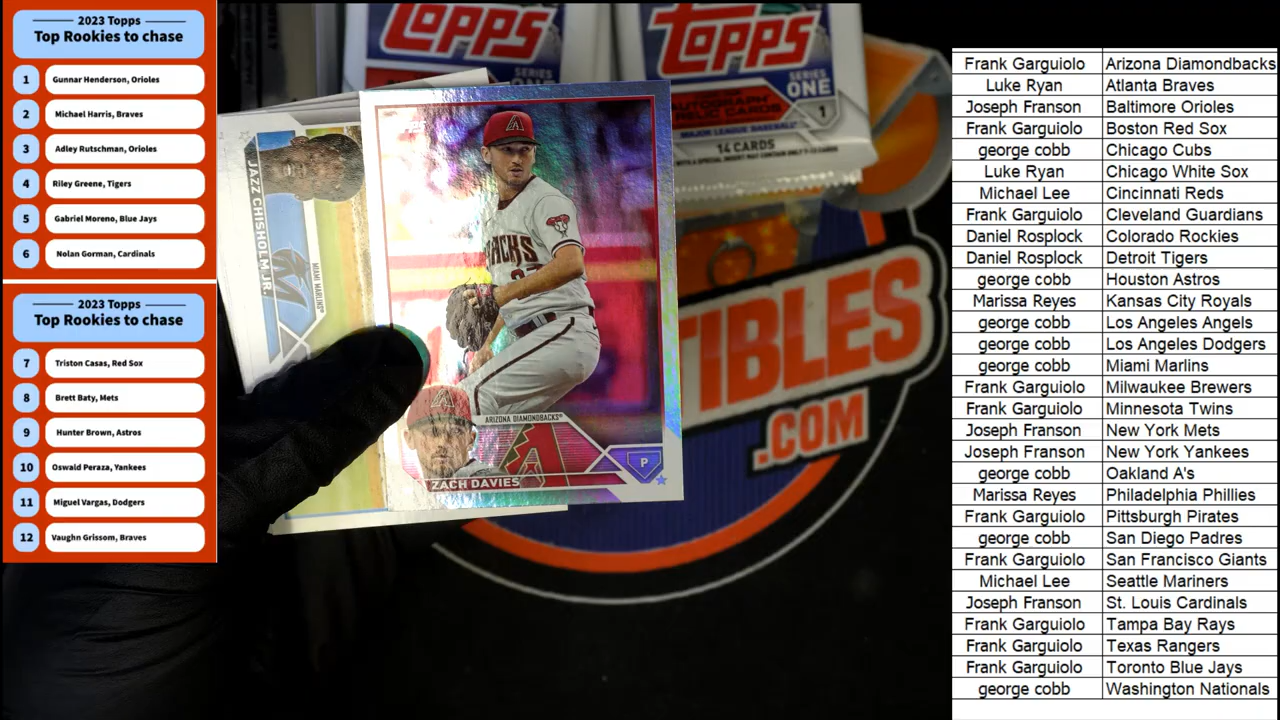 2023 Topps
Top Rookies to chase
1 Gunnar Henderson, Orioles
2 Michael Harris, Braves
3 Adley Rutschman, Orioles
4 Riley Greene, Tigers
5 Gabriel Moreno, Blue Jays
6 Nolan Gorman, Cardinals
2023 Topps
Top Rookies to chase
7 Triston Casas, Red Sox
8 Brett Baty, Mets
9 Hunter Brown, Astros
10 Oswald Peraza, Yankees
11 Miguel Vargas, Dodgers
12 Vaughn Grissom, Braves
TOPPS
SERIES
TOPPS
SERIES
ONE
1
AUTOGRAPH
RELIC CARDS
MAJOR LEAGUE BASEBALL
14 CARDS
JAZZ CHISHOLM JR.
MIAMI MARLINS
ARIZONA DIAMONDBACKS
P
ZACH DAVIES
TIBLES
.COM
Frank Garguiolo Arizona Diamondbacks
Luke Ryan Atlanta Braves
Joseph Franson Baltimore Orioles
Frank Garguiolo Boston Red Sox
george cobb Chicago Cubs
Luke Ryan Chicago White Sox
Michael Lee Cincinnati Reds
Frank Garguiolo Cleveland Guardians
Daniel Rosplock Colorado Rockies
Daniel Rosplock Detroit Tigers
george cobb Houston Astros
Marissa Reyes Kansas City Royals
george cobb Los Angeles Angels
george cobb Los Angeles Dodgers
george cobb Miami Marlins
Frank Garguiolo Milwaukee Brewers
Frank Garguiolo Minnesota Twins
Joseph Franson New York Mets
Joseph Franson New York Yankees
george cobb Oakland A's
Marissa Reyes Philadelphia Phillies
Frank Garguiolo Pittsburgh Pirates
george cobb San Diego Padres
Frank Garguiolo San Francisco Giants
Michael Lee Seattle Mariners
Joseph Franson St. Louis Cardinals
Frank Garguiolo Tampa Bay Rays
Frank Garguiolo Texas Rangers
Frank Garguiolo Toronto Blue Jays
george cobb Washington Nationals